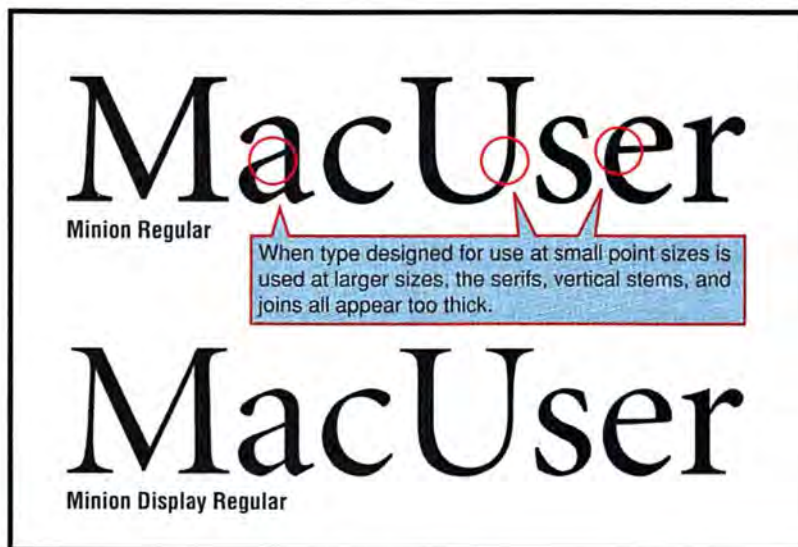 MacUser
Minion Regular
When type designed for use at small point sizes is
used at larger sizes, the serifs, vertical stems, and
joins all appear too thick.
MacUser
Minion Display Regular